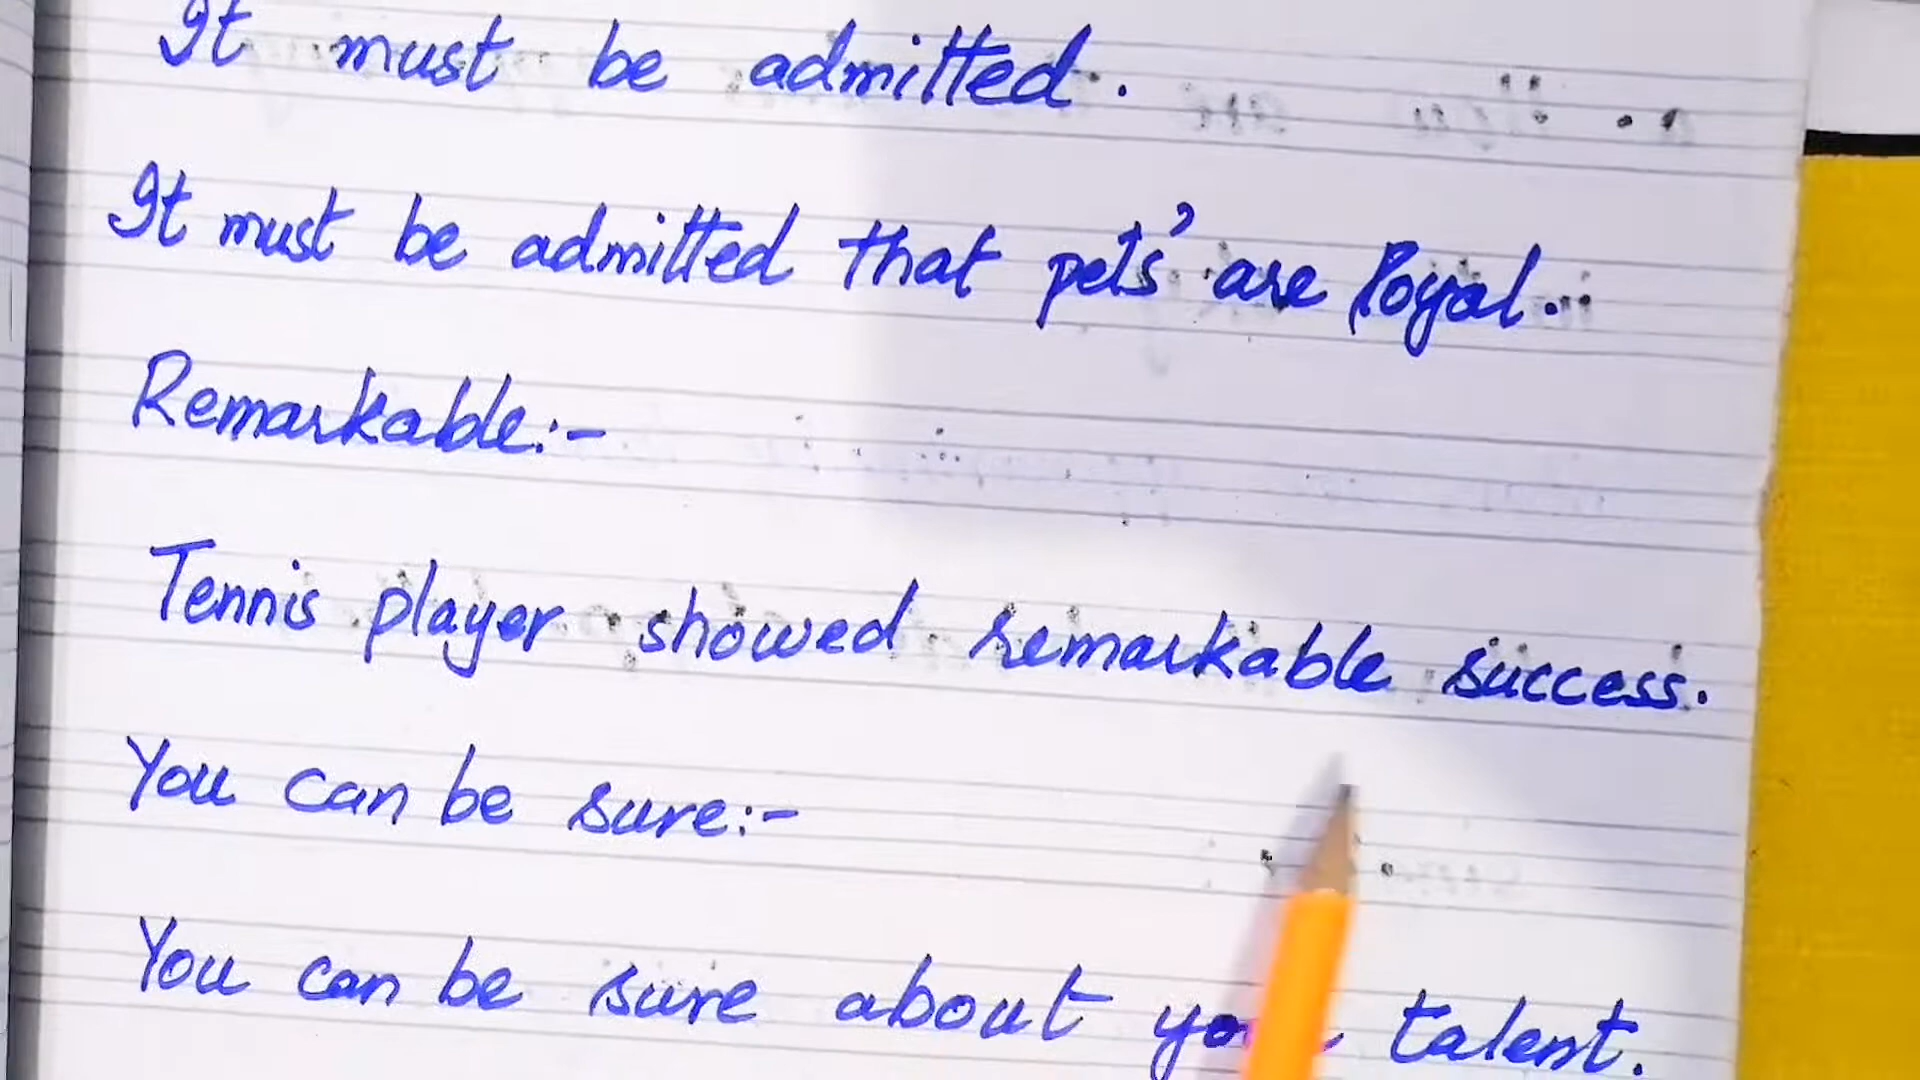 It must be admitted.
It must be admitted that pets' are loyal.
Remarkable:-
Tennis player showed remarkable success.
You can be sure:-
You can be sure about talent.